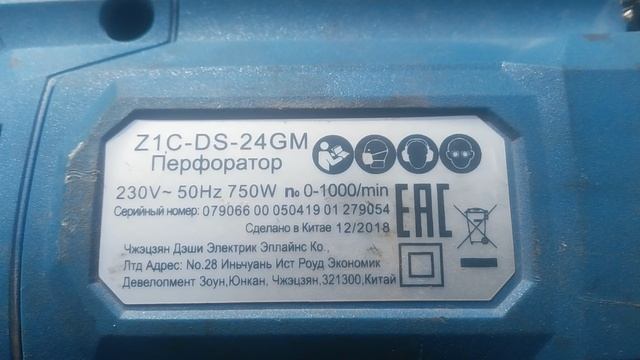 Z1C-DS-24GM
Перфоратор
230V~ 50Hz 750W n₀ 0-1000/min
Серийный номер: 079066 00 050419 01 279054
EAC
Сделано в Китае 12/2018
Чжэцзян Дэши Электрик Эплайнс Ко.,
Лтд Адрес: No.28 Иньчуань Ист Роуд Экономик
Девелопмент Зоун,Юнкан, Чжэцзян,321300,Китай